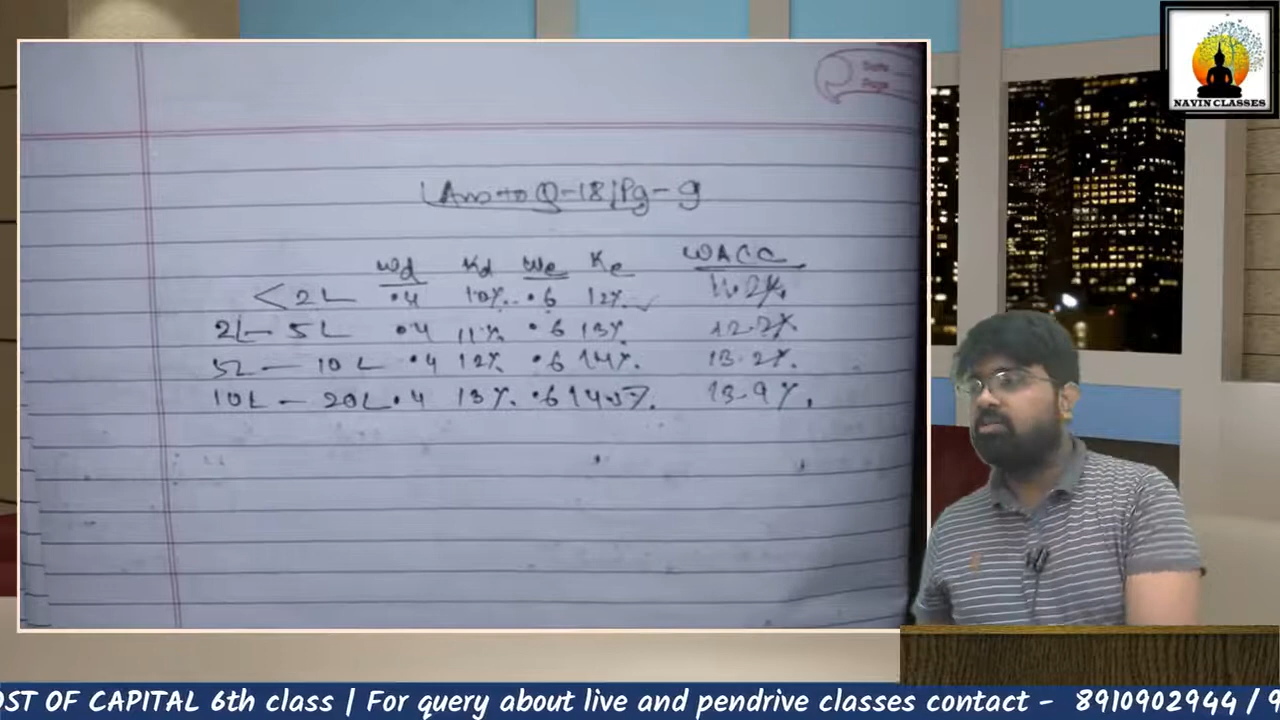 NAVIN CLASSES
Ans to Q-18|Pg-9
Wd Kd We Ke WACC
< 2L .4 10%. .6 12%. 11.2%.
2L - 5L .4 11% .6 13%. 12.2%
5L - 10L .4 12% .6 14%. 13.2%.
10L - 20L .4 13%. .6 14.5%. 13.9%.
OST OF CAPITAL 6th class | For query about live and pendrive classes contact - 8910902944 / 9